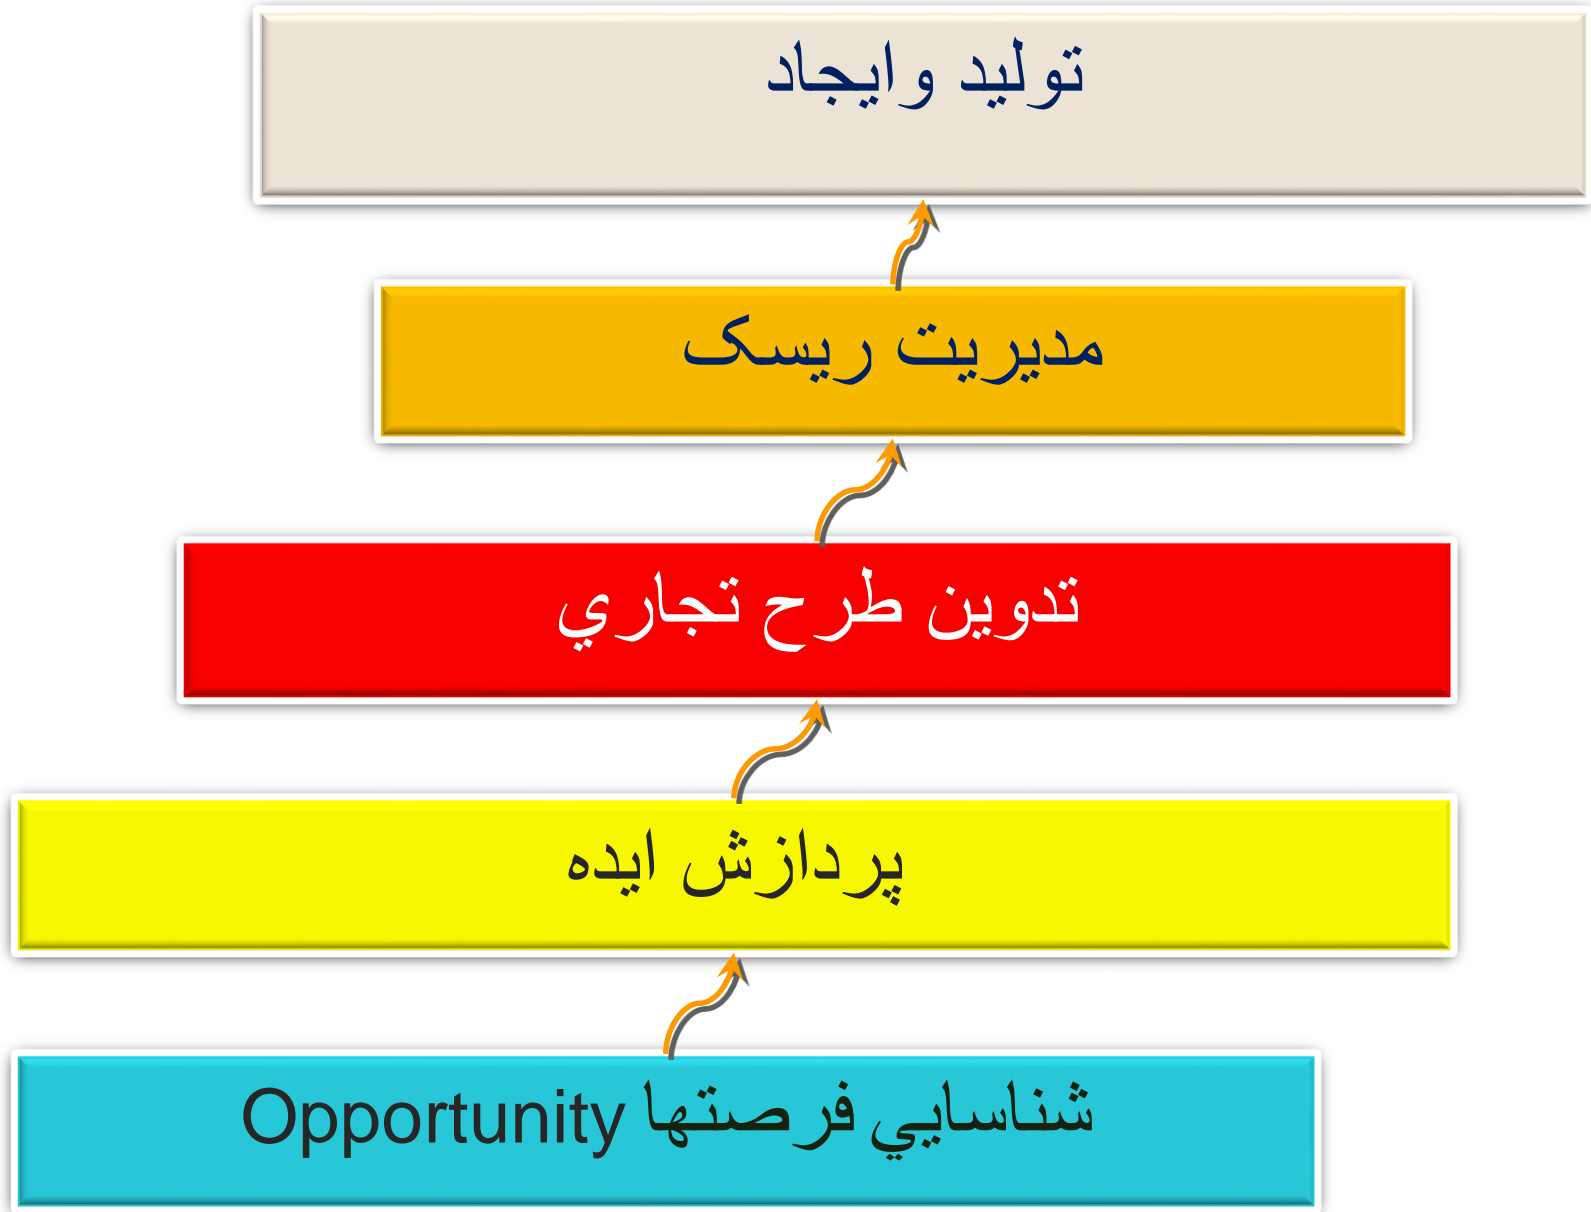 توليد وايجاد
مديريت ريسک
تدوين طرح تجاري
پردازش ايده
شناسايي فرصتها Opportunity